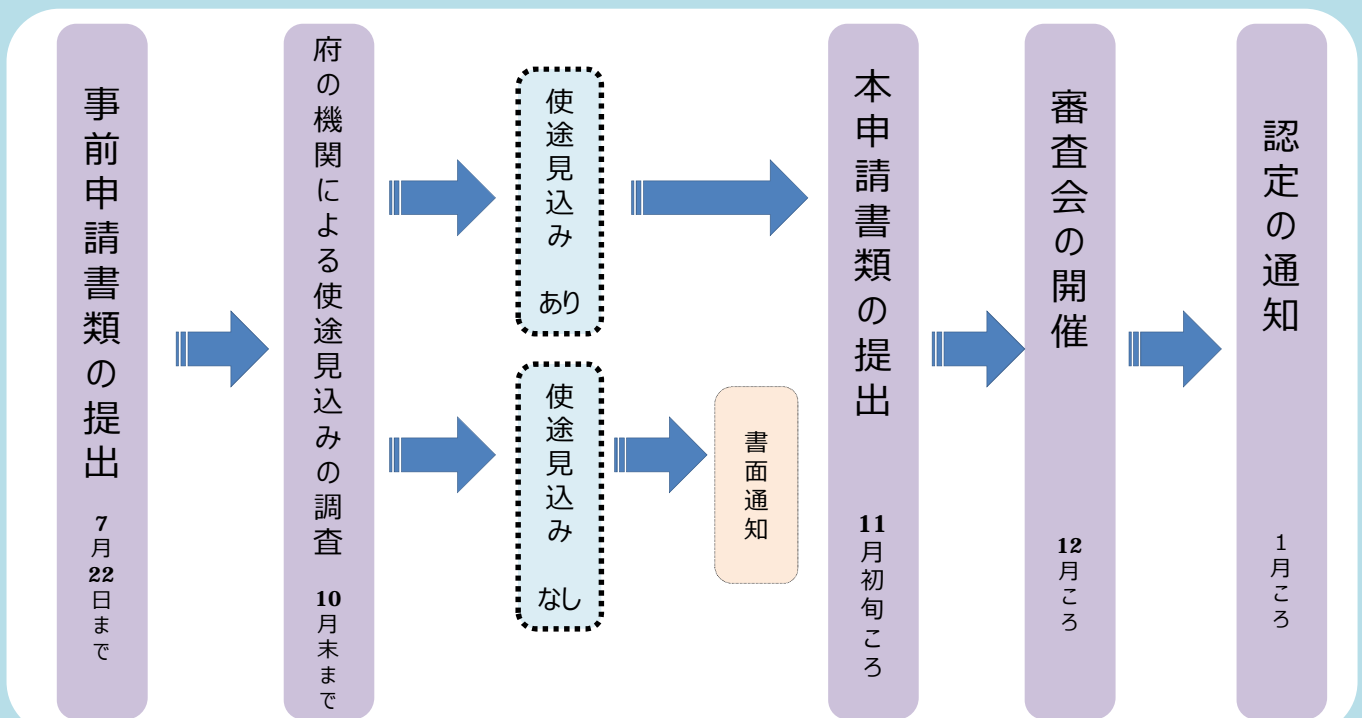 事前申請書類の提出 7月22日まで
府の機関による使途見込みの調査 10月末まで
使途見込み あり
使途見込み なし
書面通知
本申請書類の提出 11月初旬ころ
審査会の開催 12月ころ
認定の通知 1月ころ